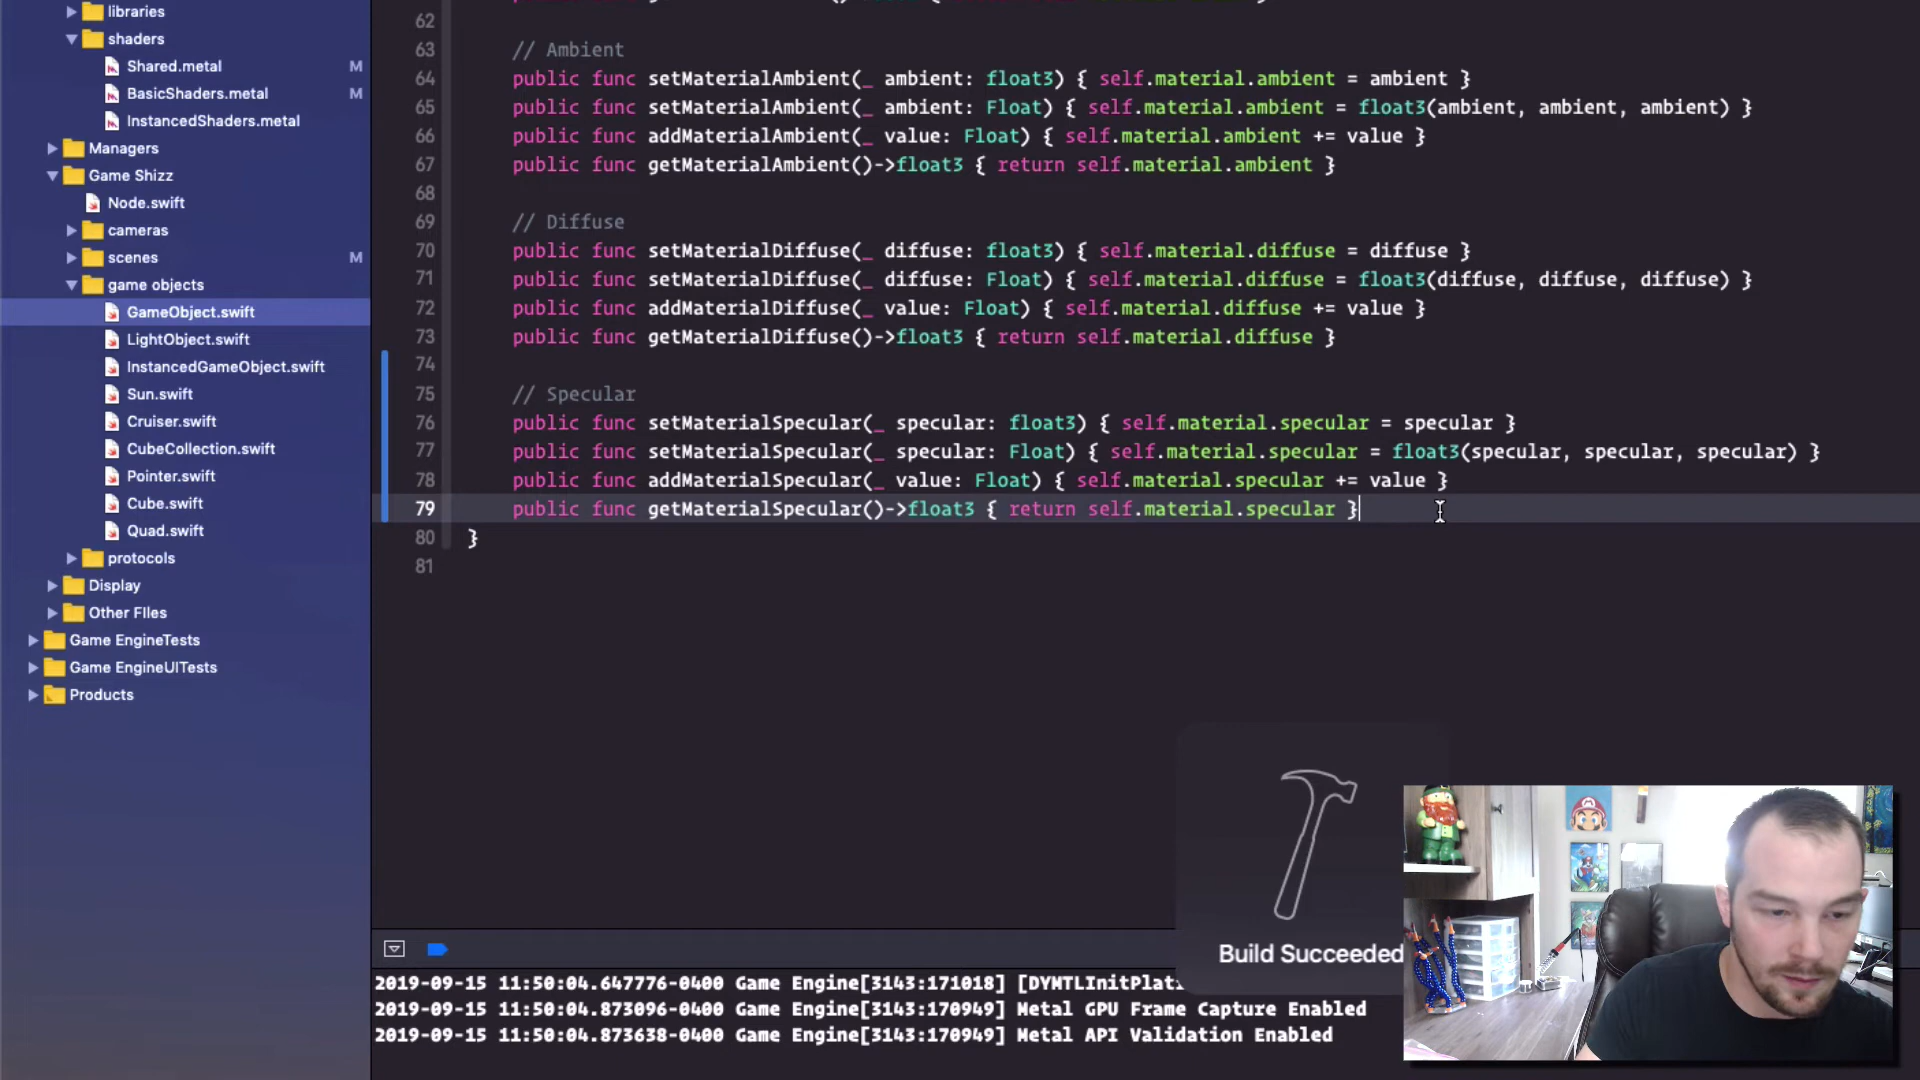 libraries
shaders
Shared.metal M
BasicShaders.metal M
InstancedShaders.metal
Managers
Game Shizz
Node.swift
cameras
scenes M
game objects
GameObject.swift
LightObject.swift
InstancedGameObject.swift
Sun.swift
Cruiser.swift
CubeCollection.swift
Pointer.swift
Cube.swift
Quad.swift
protocols
Display
Other FIles
Game EngineTests
Game EngineUITests
Products
62
63 // Ambient
64 public func setMaterialAmbient(_ ambient: float3) { self.material.ambient = ambient }
65 public func setMaterialAmbient(_ ambient: Float) { self.material.ambient = float3(ambient, ambient, ambient) }
66 public func addMaterialAmbient(_ value: Float) { self.material.ambient += value }
67 public func getMaterialAmbient()->float3 { return self.material.ambient }
68
69 // Diffuse
70 public func setMaterialDiffuse(_ diffuse: float3) { self.material.diffuse = diffuse }
71 public func setMaterialDiffuse(_ diffuse: Float) { self.material.diffuse = float3(diffuse, diffuse, diffuse) }
72 public func addMaterialDiffuse(_ value: Float) { self.material.diffuse += value }
73 public func getMaterialDiffuse()->float3 { return self.material.diffuse }
74
75 // Specular
76 public func setMaterialSpecular(_ specular: float3) { self.material.specular = specular }
77 public func setMaterialSpecular(_ specular: Float) { self.material.specular = float3(specular, specular, specular) }
78 public func addMaterialSpecular(_ value: Float) { self.material.specular += value }
79 public func getMaterialSpecular()->float3 { return self.material.specular }
80 }
81
Build Succeeded
2019-09-15 11:50:04.647776-0400 Game Engine[3143:171018] [DYMTLInitPlat
2019-09-15 11:50:04.873096-0400 Game Engine[3143:170949] Metal GPU Frame Capture Enabled
2019-09-15 11:50:04.873638-0400 Game Engine[3143:170949] Metal API Validation Enabled